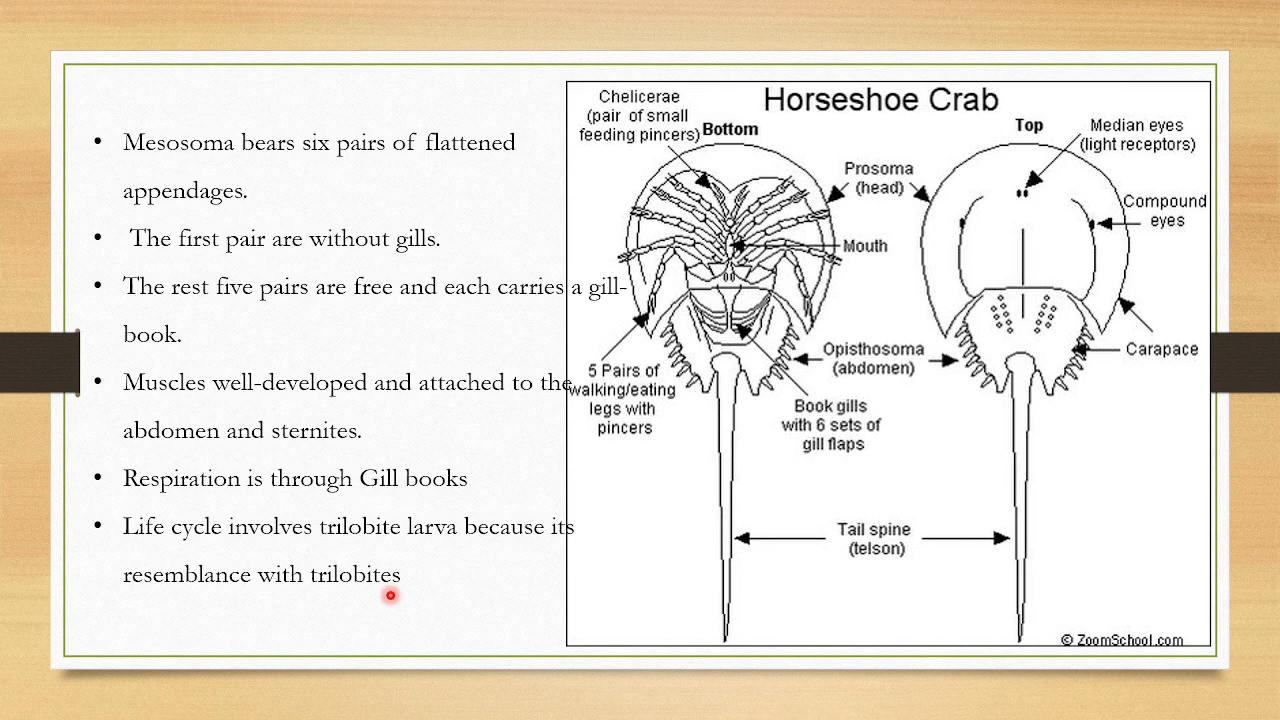 • Mesosoma bears six pairs of flattened
appendages.
• The first pair are without gills.
• The rest five pairs are free and each carries a gill-
book.
• Muscles well-developed and attached to the
abdomen and sternites.
• Respiration is through Gill books
• Life cycle involves trilobite larva because its
resemblance with trilobites
Horseshoe Crab
Chelicerae
(pair of small
feeding pincers)
Bottom
Top
Median eyes
(light receptors)
Prosoma
(head)
Compound
eyes
Mouth
Opisthosoma
(abdomen)
Carapace
5 Pairs of
walking/eating
legs with
pincers
Book gills
with 6 sets of
gill flaps
Tail spine
(telson)
© ZoomSchool.com